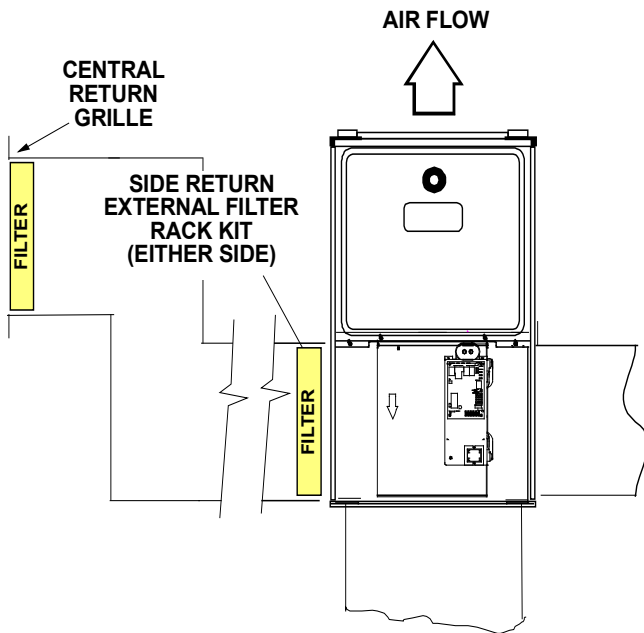 AIR FLOW
CENTRAL
RETURN
GRILLE
SIDE RETURN
EXTERNAL FILTER
RACK KIT
(EITHER SIDE)
FILTER
FILTER